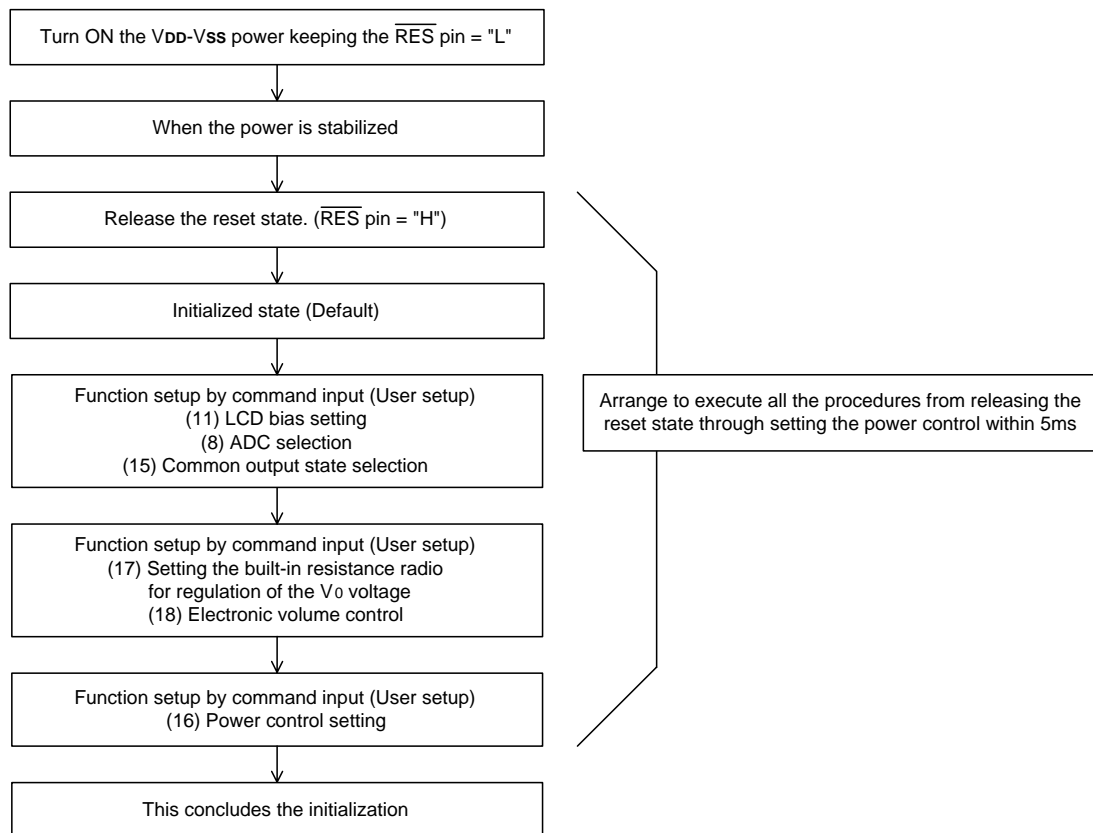 Turn ON the VDD-VSS power keeping the R̅E̅S̅ pin = "L"
When the power is stabilized
Release the reset state. (R̅E̅S̅ pin = "H")
Initialized state (Default)
Function setup by command input (User setup)
(11) LCD bias setting
(8) ADC selection
(15) Common output state selection
Arrange to execute all the procedures from releasing the
reset state through setting the power control within 5ms
Function setup by command input (User setup)
(17) Setting the built-in resistance radio
for regulation of the V0 voltage
(18) Electronic volume control
Function setup by command input (User setup)
(16) Power control setting
This concludes the initialization